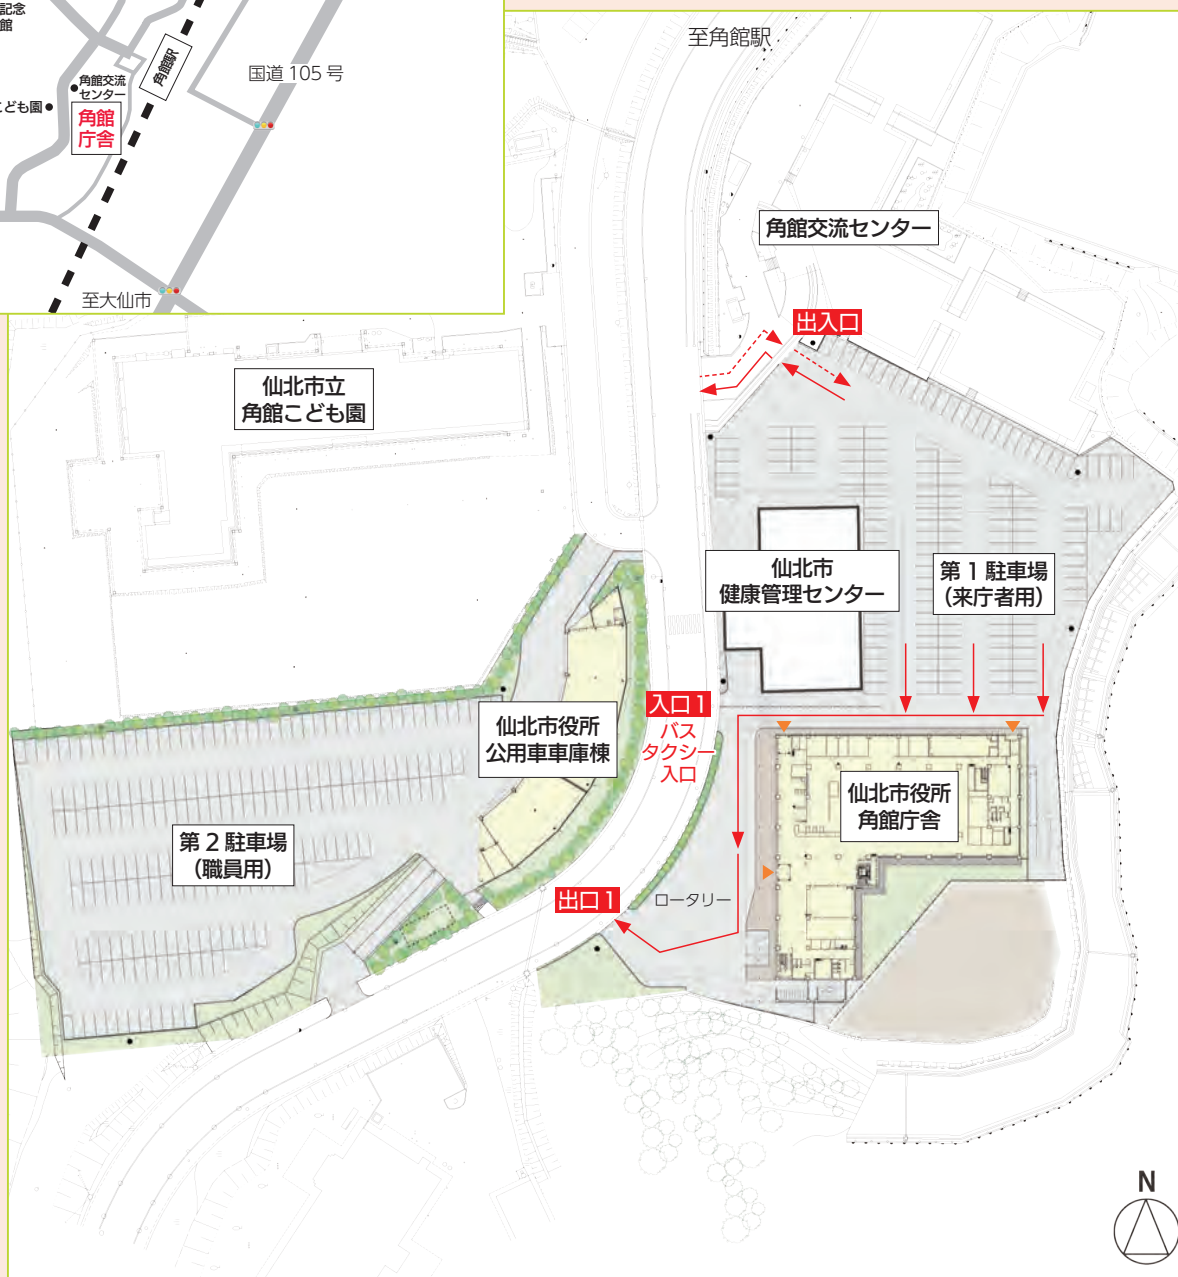 記念
館
角館駅
国道 105 号
角館交流
センター
こども園
角館
庁舎
至大仙市
至角館駅
角館交流センター
出入口
仙北市立
角館こども園
仙北市
健康管理センター
第 1 駐車場
（来庁者用）
入口 1
バス
タクシー
入口
仙北市役所
公用車車庫棟
仙北市役所
角館庁舎
第 2 駐車場
（職員用）
出口 1
ロータリー
N